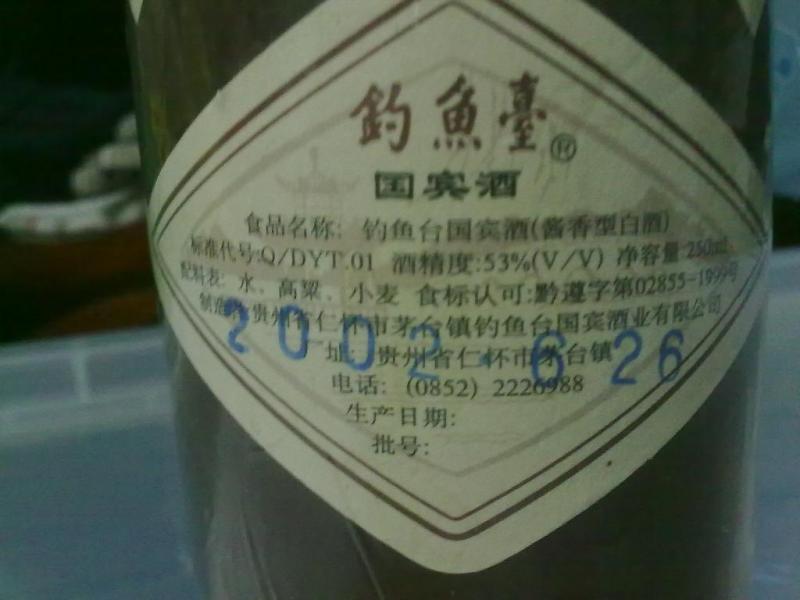 釣魚臺®
国宾酒
食品名称: 钓鱼台国宾酒(酱香型白酒)
标准代号:Q/DYT.01 酒精度:53%(V/V) 净容量:250ml
配料表: 水、高粱、小麦 食标认可:黔遵字第02855-1999号
制造者:贵州省仁怀市茅台镇钓鱼台国宾酒业有限公司
2002 6 26
厂址: 贵州省仁怀市茅台镇
电话: (0852) 2226988
生产日期:
批号: